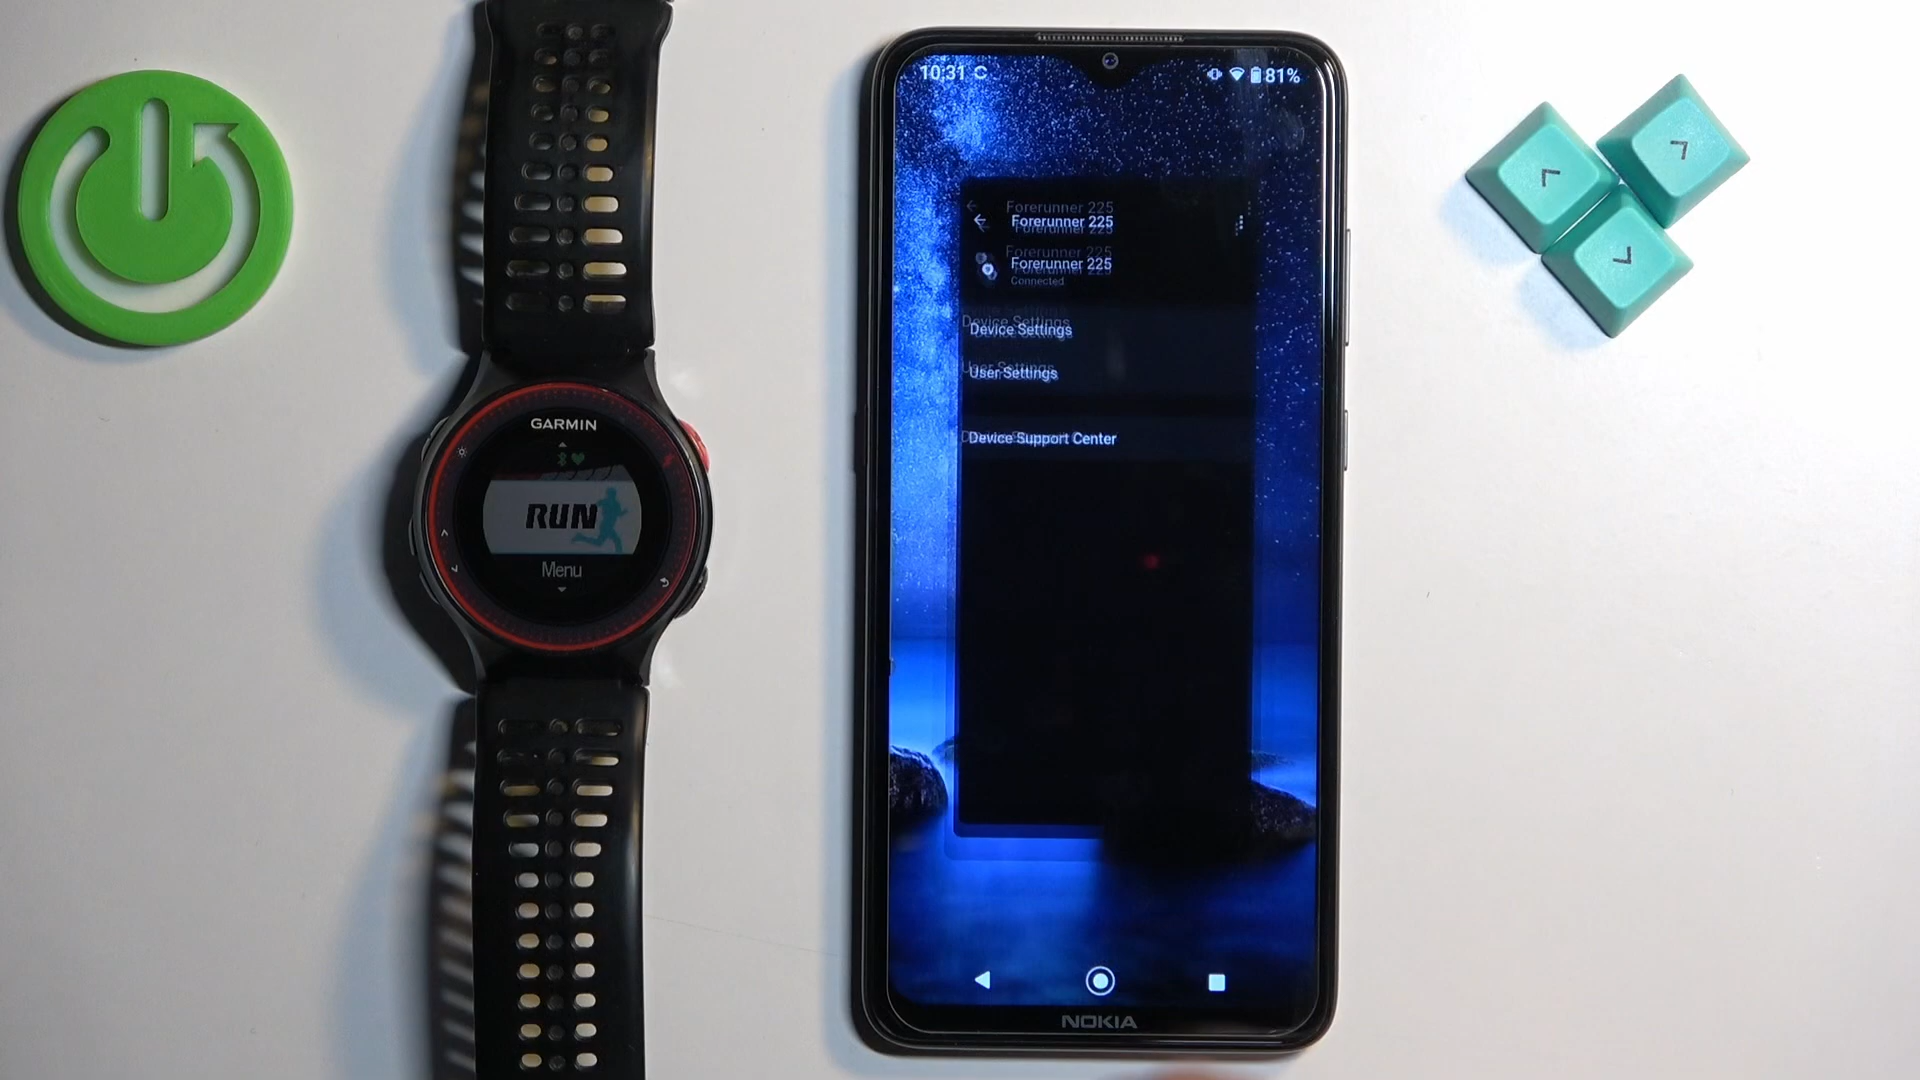 GARMIN
RUN
Menu
10:31
81%
Forerunner 225
Forerunner 225
Connected
Device Settings
User Settings
Device Support Center
NOKIA